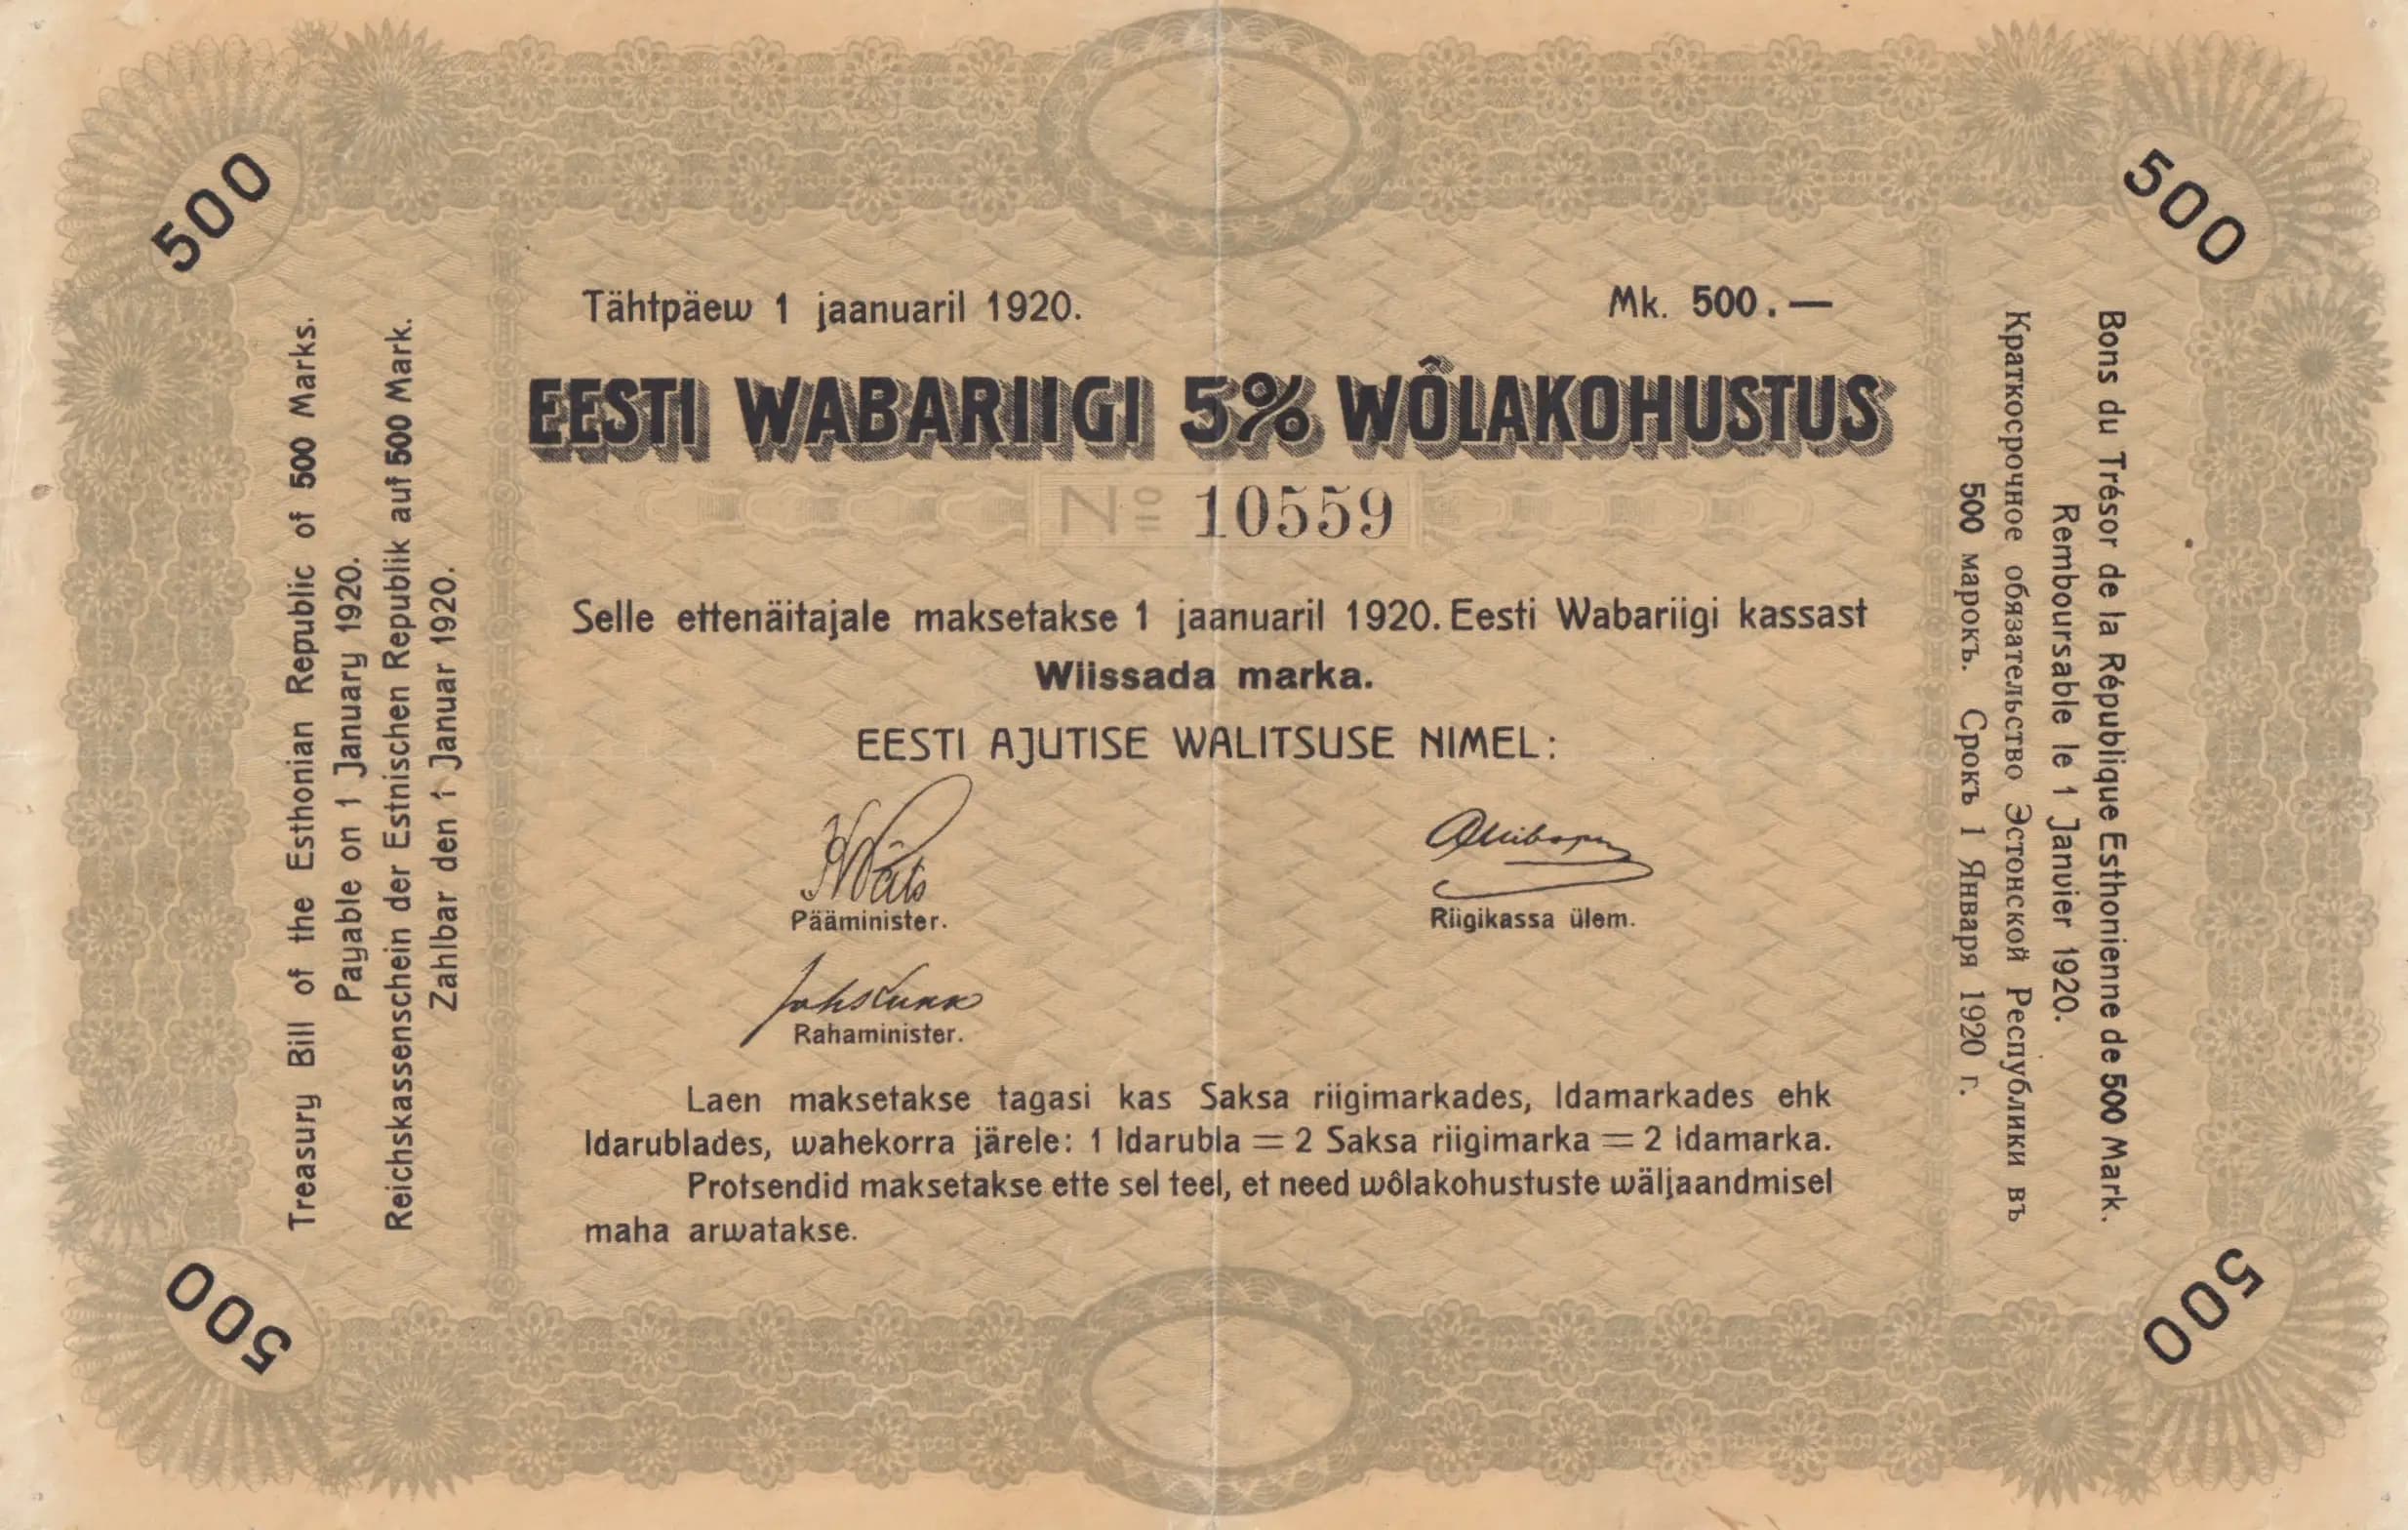 500
500
Tähtpäew 1 jaanuaril 1920.
Mk. 500.—
EESTI WABARIIGI 5% WÔLAKOHUSTUS
Nº 10559
Selle ettenäitajale maksetakse 1 jaanuaril 1920. Eesti Wabariigi kassast
Wiissada marka.
EESTI AJUTISE WALITSUSE NIMEL:
KPäts
Pääminister.
Riigikassa ülem.
JohsKukk
Rahaminister.
Laen maksetakse tagasi kas Saksa riigimarkades, Idamarkades ehk
Idarublades, wahekorra järele: 1 Idarubla = 2 Saksa riigimarka = 2 idamarka.
Protsendid maksetakse ette sel teel, et need wôlakohustuste wäljaandmisel
maha arwatakse.
Treasury Bill of the Esthonian Republic of 500 Marks.
Payable on 1 January 1920.
Reichskassenschein der Estnischen Republik auf 500 Mark.
Zahlbar den 1 Januar 1920.
Bons du Trésor de la République Esthonienne de 500 Mark.
Remboursable le 1 Janvier 1920.
Краткосрочное обязательство Эстонской Республики въ
500 марокъ. Срокъ 1 Января 1920 г.
500
500